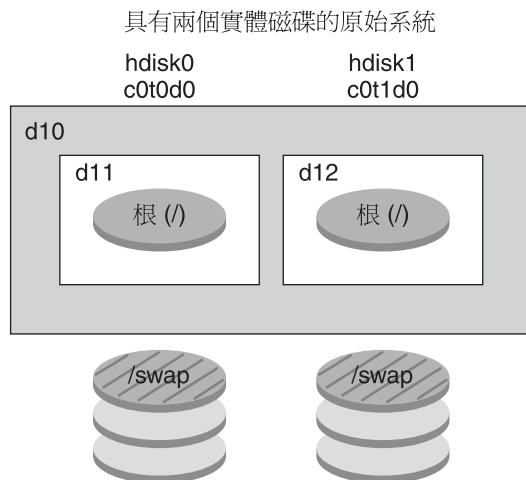 具有兩個實體磁碟的原始系統
hdisk0
c0t0d0
hdisk1
c0t1d0
d10
d11
根 (/)
d12
根 (/)
/swap
/swap